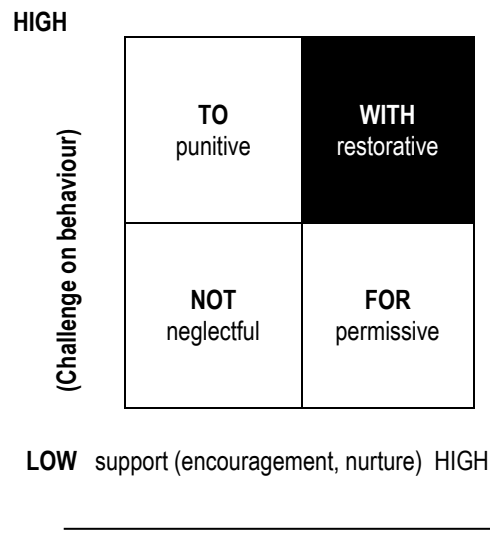 HIGH
TO
punitive
WITH
restorative
(Challenge on behaviour)
NOT
neglectful
FOR
permissive
LOW support (encouragement, nurture) HIGH